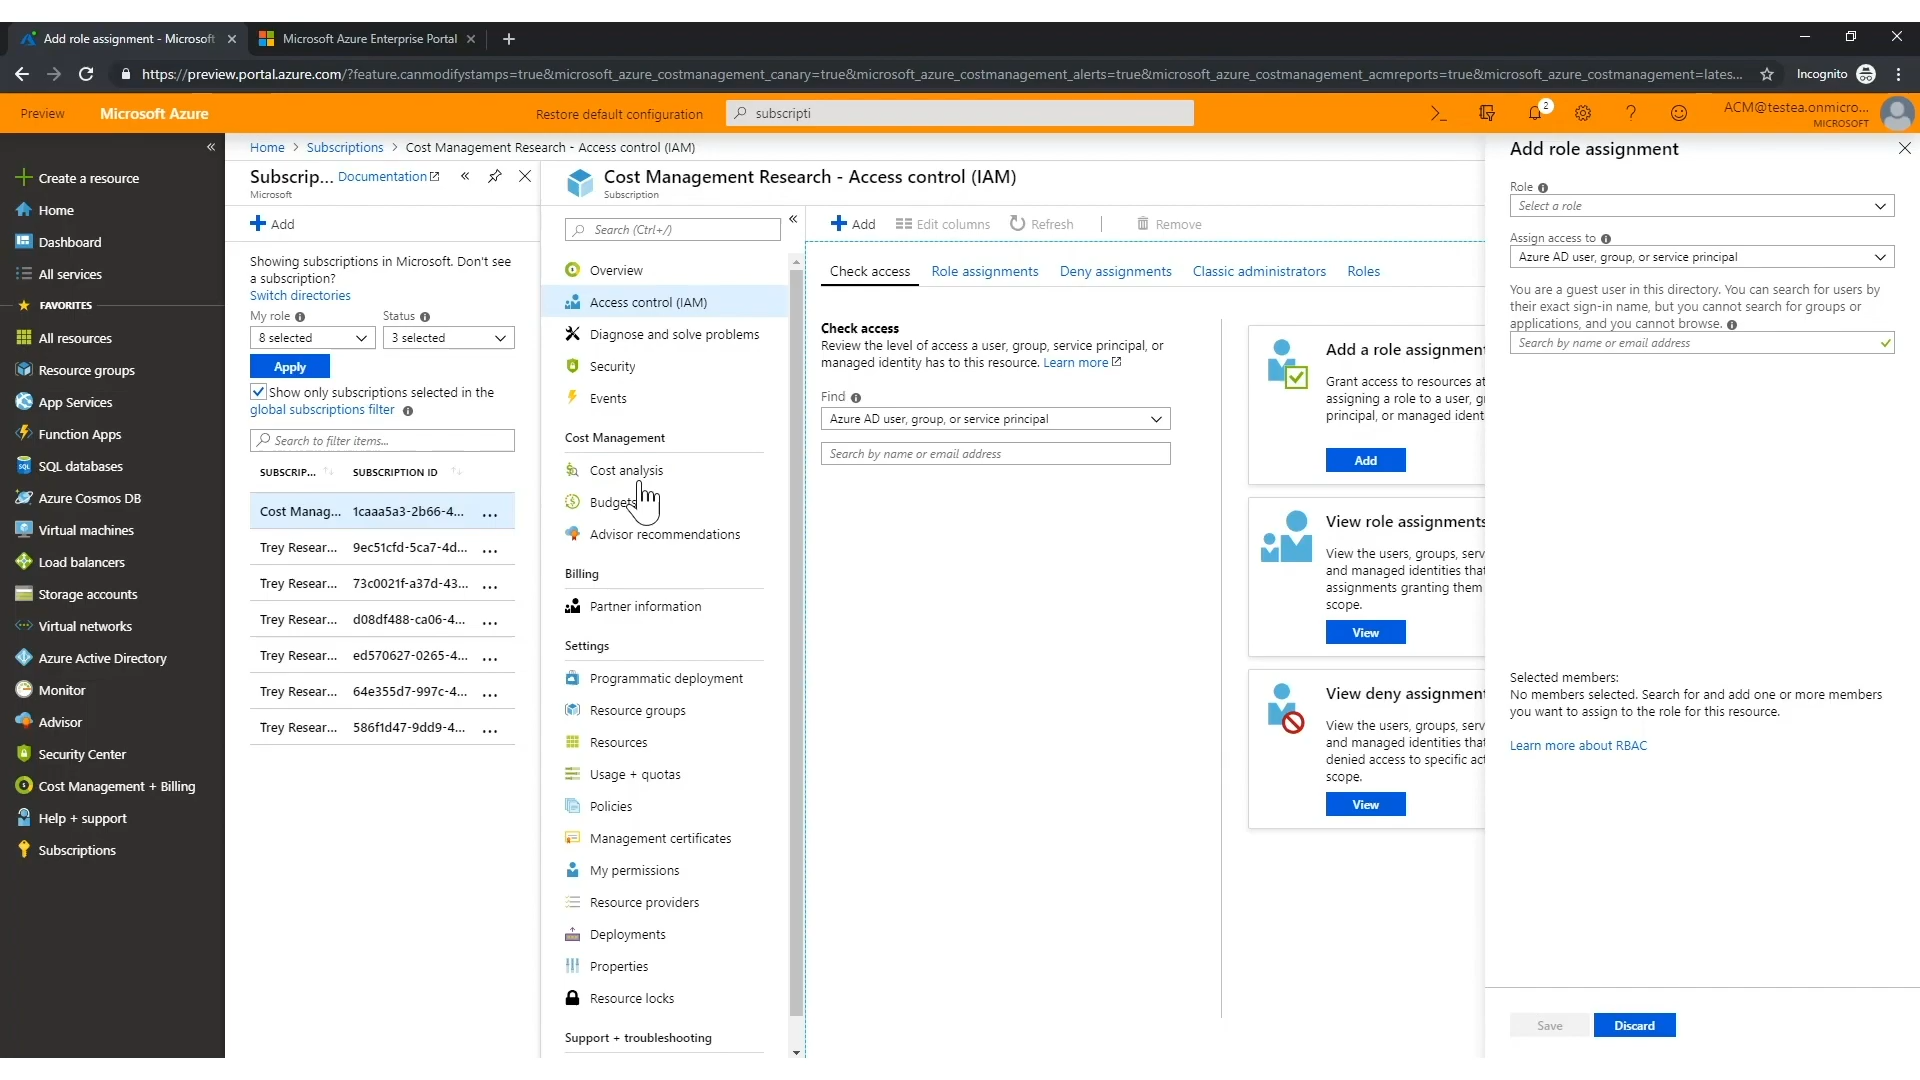 Add role assignment - Microsoft
Microsoft Azure Enterprise Portal
https://preview.portal.azure.com/?feature.canmodifystamps=true&microsoft_azure_costmanagement_canary=true&microsoft_azure_costmanagement_alerts=true&microsoft_azure_costmanagement_acmreports=true&microsoft_azure_costmanagement=lates...
Incognito
Preview
Microsoft Azure
Restore default configuration
subscripti
2
ACM@testea.onmicro...
MICROSOFT
Create a resource
Home
Dashboard
All services
FAVORITES
All resources
Resource groups
App Services
Function Apps
SQL databases
Azure Cosmos DB
Virtual machines
Load balancers
Storage accounts
Virtual networks
Azure Active Directory
Monitor
Advisor
Security Center
Cost Management + Billing
Help + support
Subscriptions
Home > Subscriptions > Cost Management Research - Access control (IAM)
Subscrip... Documentation
Microsoft
Add
Showing subscriptions in Microsoft. Don't see
a subscription?
Switch directories
My role Status
8 selected 3 selected
Apply
Show only subscriptions selected in the
global subscriptions filter
Search to filter items...
SUBSCRIP... SUBSCRIPTION ID
Cost Manag... 1caaa5a3-2b66-4... ...
Trey Resear... 9ec51cfd-5ca7-4d... ...
Trey Resear... 73c0021f-a37d-43... ...
Trey Resear... d08df488-ca06-4... ...
Trey Resear... ed570627-0265-4... ...
Trey Resear... 64e355d7-997c-4... ...
Trey Resear... 586f1d47-9dd9-4... ...
Cost Management Research - Access control (IAM)
Subscription
Search (Ctrl+/)
Overview
Access control (IAM)
Diagnose and solve problems
Security
Events
Cost Management
Cost analysis
Budgets
Advisor recommendations
Billing
Partner information
Settings
Programmatic deployment
Resource groups
Resources
Usage + quotas
Policies
Management certificates
My permissions
Resource providers
Deployments
Properties
Resource locks
Support + troubleshooting
Add Edit columns Refresh Remove
Check access Role assignments Deny assignments Classic administrators Roles
Check access
Review the level of access a user, group, service principal, or
managed identity has to this resource. Learn more
Find
Azure AD user, group, or service principal
Search by name or email address
Add a role assignment
Grant access to resources at
assigning a role to a user, g
principal, or managed ident
Add
View role assignments
View the users, groups, serv
and managed identities that
assignments granting them
scope.
View
View deny assignment
View the users, groups, serv
and managed identities that
denied access to specific act
scope.
View
Add role assignment
Role
Select a role
Assign access to
Azure AD user, group, or service principal
You are a guest user in this directory. You can search for users by
their exact sign-in name, but you cannot search for groups or
applications, and you cannot browse.
Search by name or email address
Selected members:
No members selected. Search for and add one or more members
you want to assign to the role for this resource.
Learn more about RBAC
Save Discard